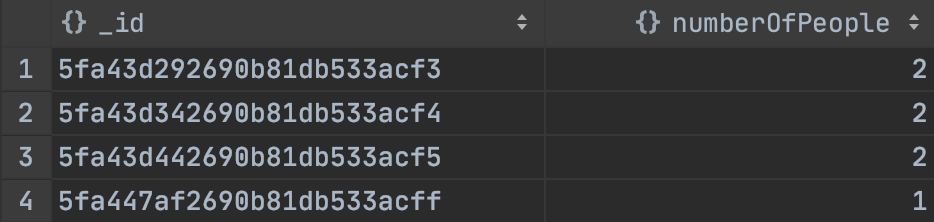 {} _id {} numberOfPeople
1 5fa43d292690b81db533acf3 2
2 5fa43d342690b81db533acf4 2
3 5fa43d442690b81db533acf5 2
4 5fa447af2690b81db533acff 1